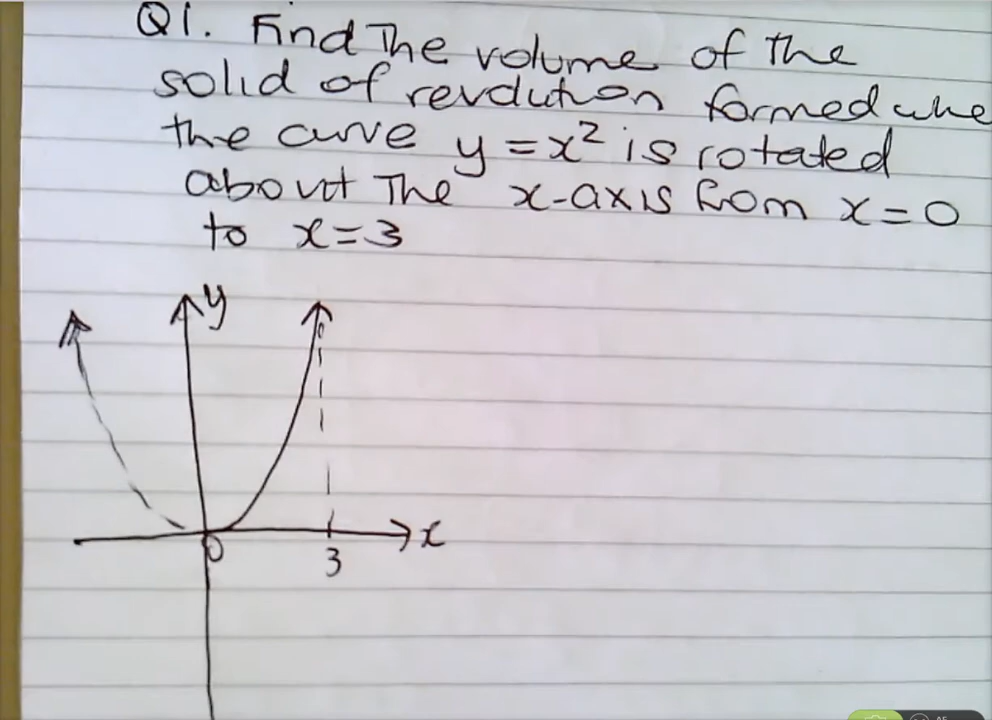 Q1. Find The volume of the
solid of revolution formed whe
the curve y = x² is rotated
about The x-axis from x = 0
to x = 3
y
x
0
3